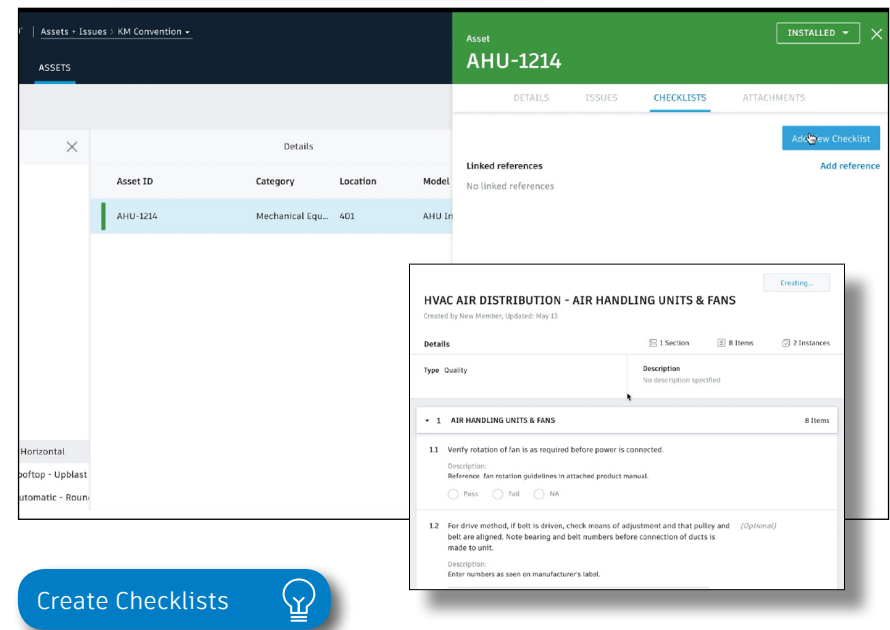 Assets + Issues › KM Convention
ASSETS
Asset
INSTALLED
AHU-1214
DETAILS ISSUES CHECKLISTS ATTACHMENTS
Checklist
Linked references
Add reference
No linked references
Details
Asset ID Category Location Model
AHU-1214 Mechanical Equ... 401 AHU In
Horizontal
ooftop - Upblast
utomatic - Roun
Creating...
HVAC AIR DISTRIBUTION - AIR HANDLING UNITS & FANS
Created by New Member, Updated: May 13
Details 1 Section 8 Items 2 Instances
Type Quality
Description
No description specified
1 AIR HANDLING UNITS & FANS 8 Items
1.1 Verify rotation of fan is as required before power is connected.
Description:
Reference fan rotation guidelines in attached product manual.
Pass Fail NA
1.2 For drive method, if belt is driven, check means of adjustment and that pulley and (Optional)
belt are aligned. Note bearing and belt numbers before connection of ducts is
made to unit.
Description:
Enter numbers as seen on manufacturer's label.
Create Checklists